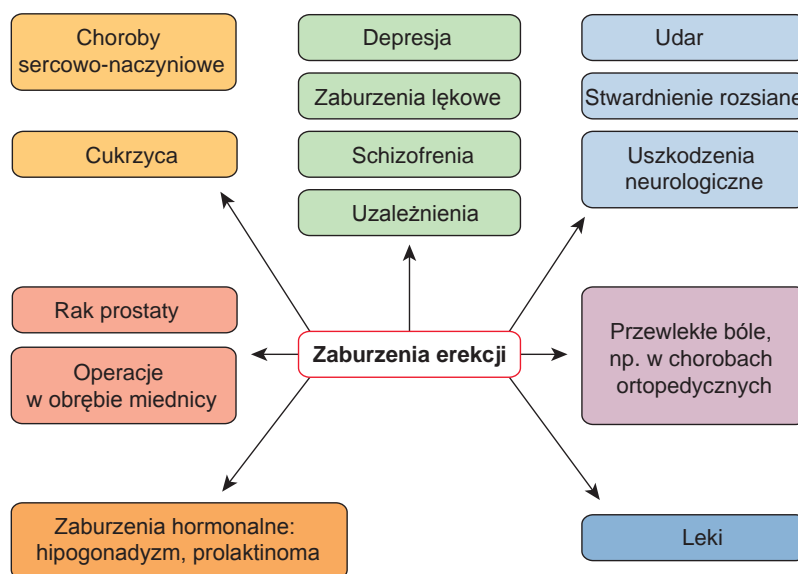 Choroby
sercowo-naczyniowe
Cukrzyca
Depresja
Zaburzenia lękowe
Schizofrenia
Uzależnienia
Udar
Stwardnienie rozsiane
Uszkodzenia
neurologiczne
Rak prostaty
Operacje
w obrębie miednicy
Zaburzenia erekcji
Przewlekłe bóle,
np. w chorobach
ortopedycznych
Zaburzenia hormonalne:
hipogonadyzm, prolaktinoma
Leki